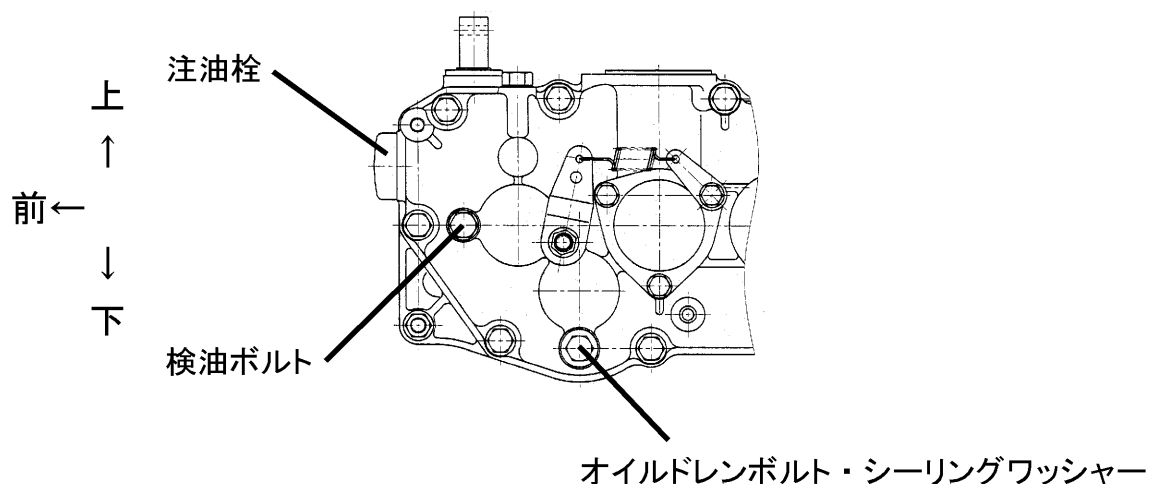 注油栓
上
↑
前←
↓
下
検油ボルト
オイルドレンボルト・シーリングワッシャー